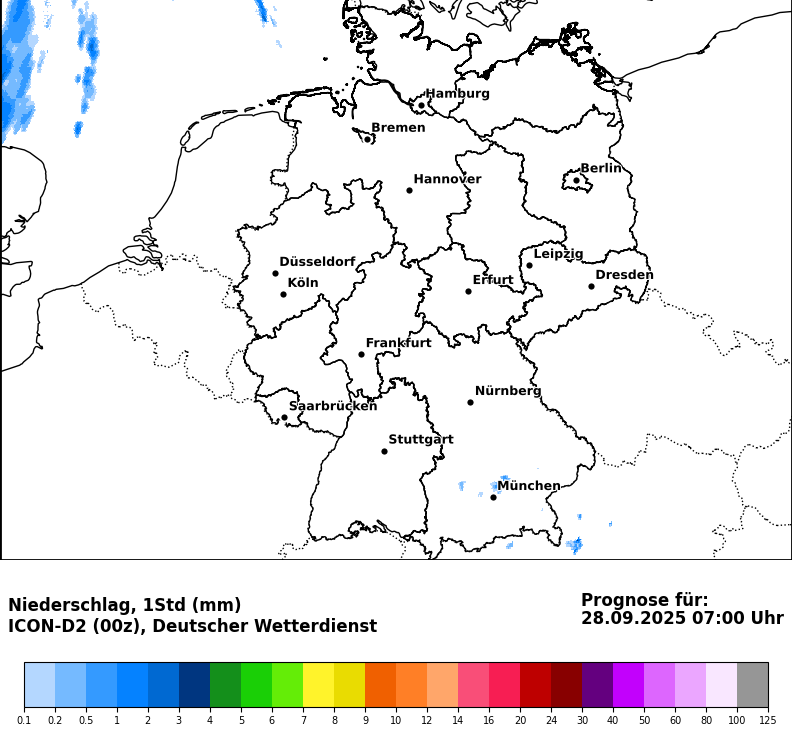 Hamburg
Bremen
Berlin
Hannover
Leipzig
Düsseldorf
Dresden
Erfurt
Köln
Frankfurt
Nürnberg
Saarbrücken
Stuttgart
München
Niederschlag, 1Std (mm)
ICON-D2 (00z), Deutscher Wetterdienst
Prognose für:
28.09.2025 07:00 Uhr
0.1 0.2 0.5 1 2 3 4 5 6 7 8 9 10 12 14 16 20 24 30 40 50 60 80 100 125